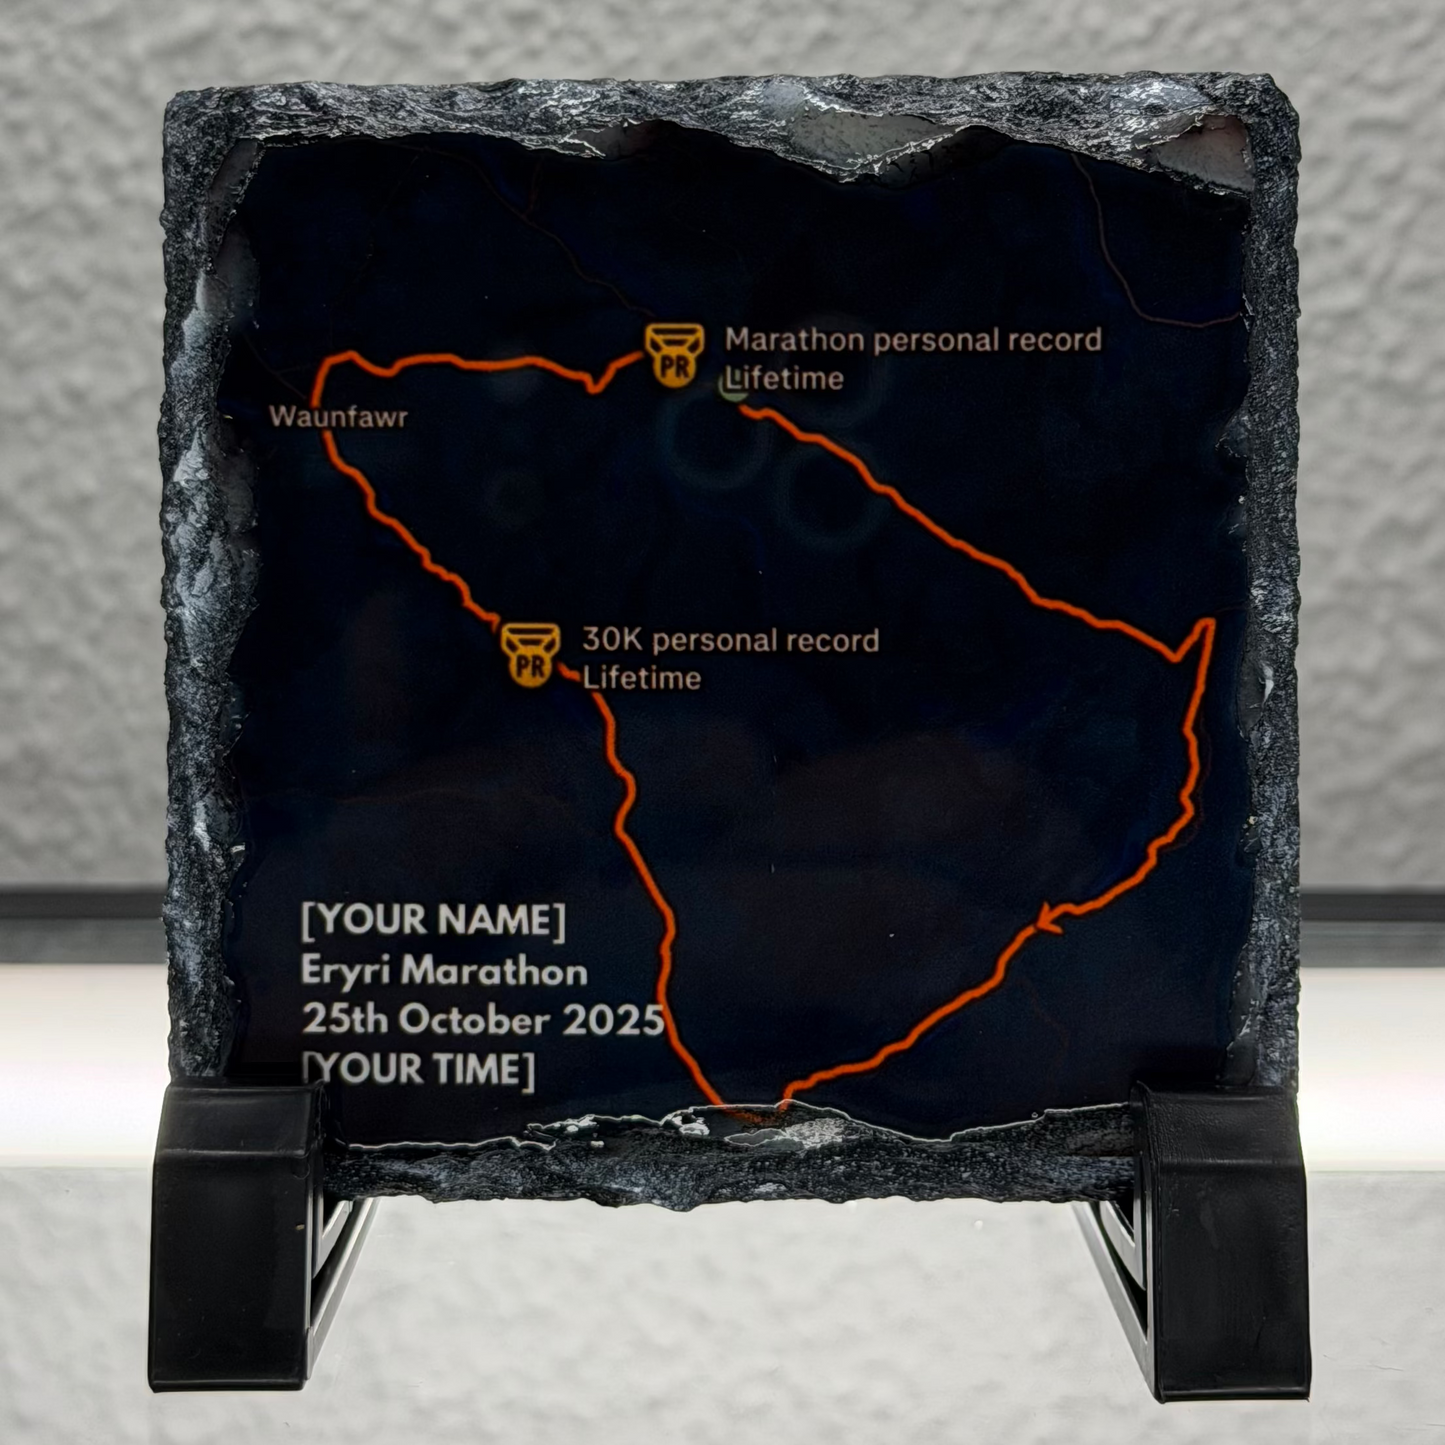 PR
Marathon personal record
Lifetime
Waunfawr
PR
30K personal record
Lifetime
[YOUR NAME]
Eryri Marathon
25th October 2025
[YOUR TIME]